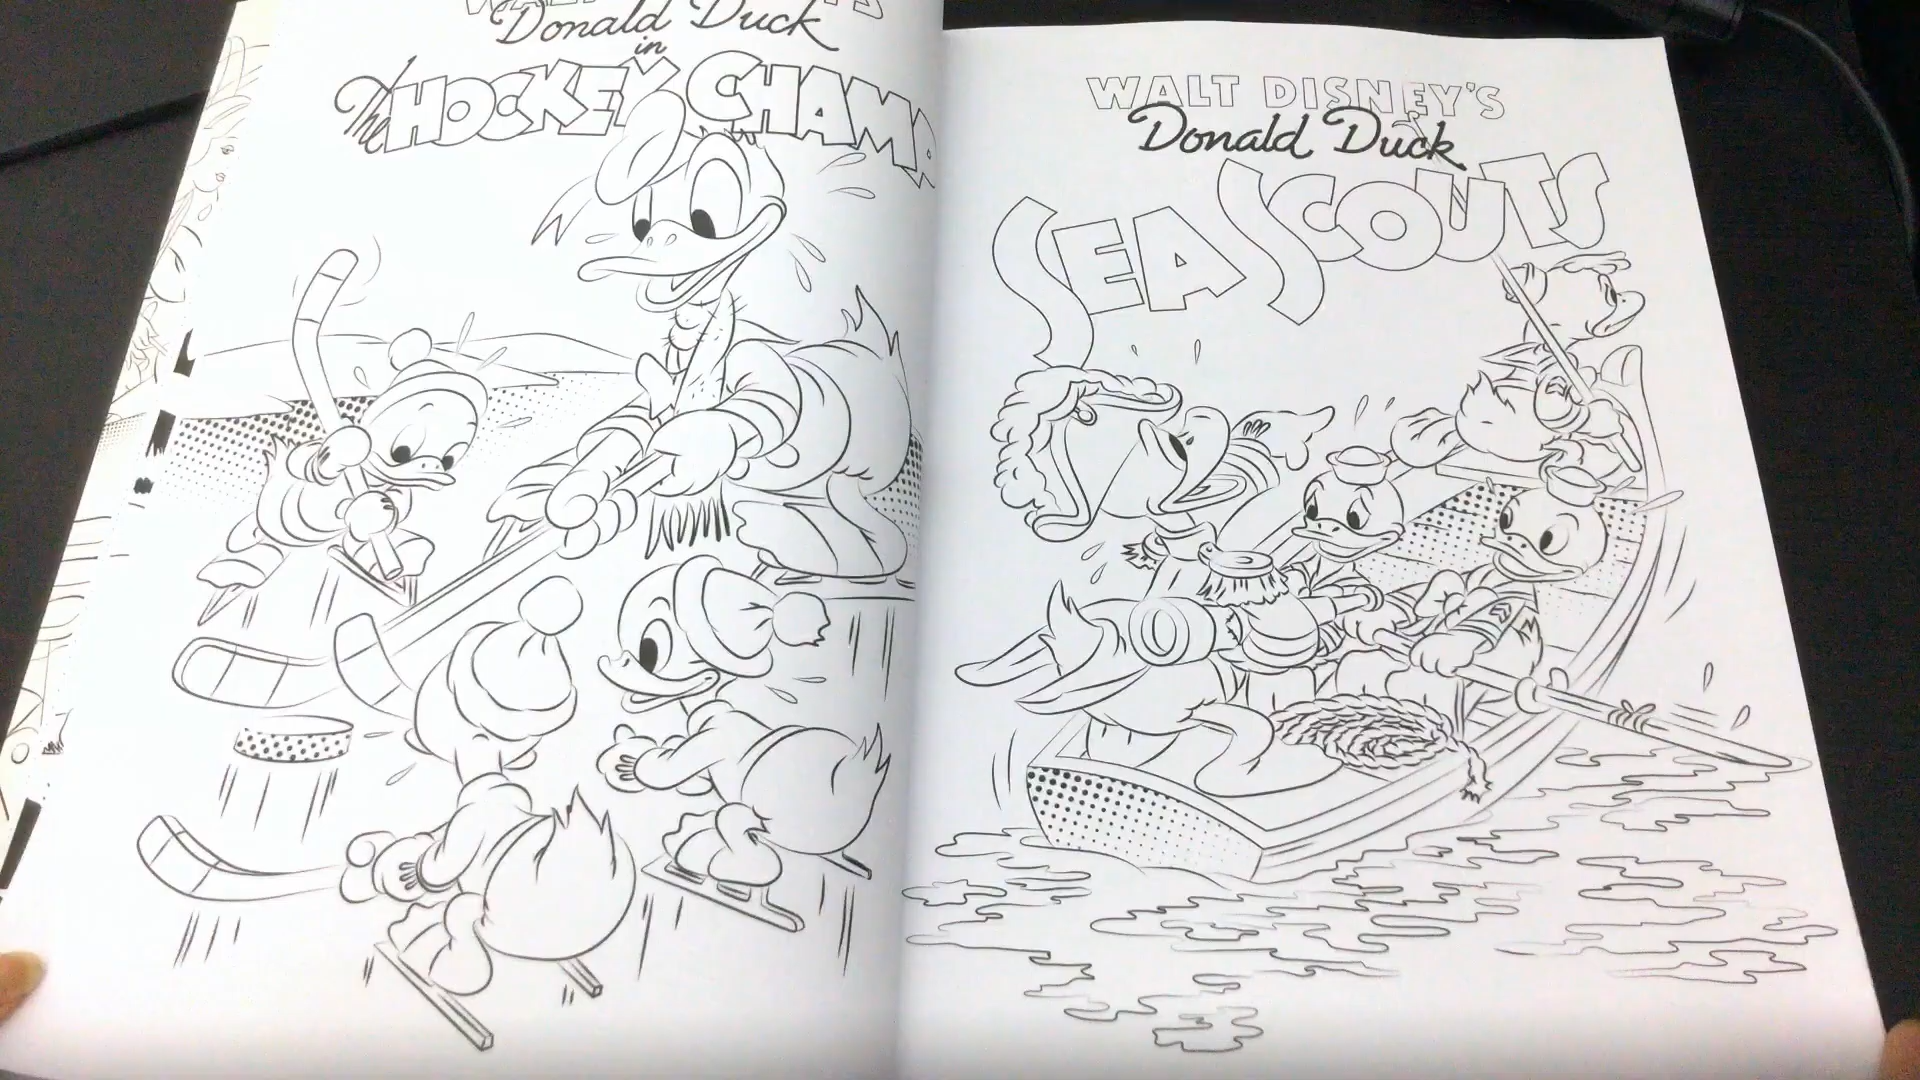 Donald Duck
in
The HOCKEY CHAMP
WALT DISNEY'S
Donald Duck
SEA SCOUTS